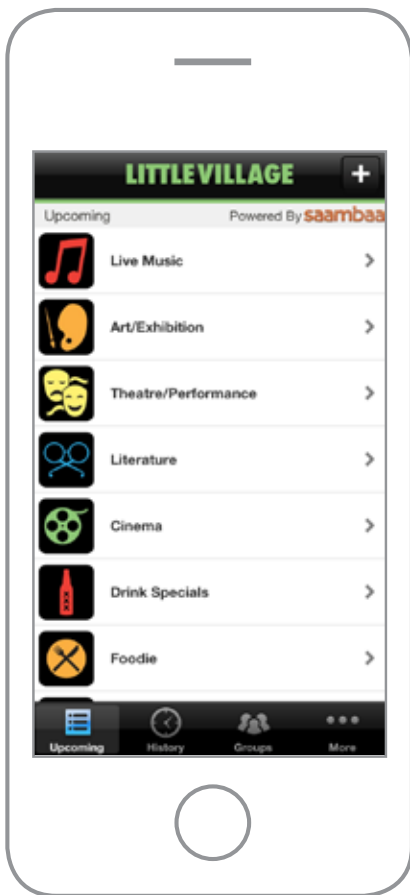 LITTLE VILLAGE
+
Upcoming Powered By saambaa
Live Music
Art/Exhibition
Theatre/Performance
Literature
Cinema
Drink Specials
XXX
Foodie
Upcoming History Groups More